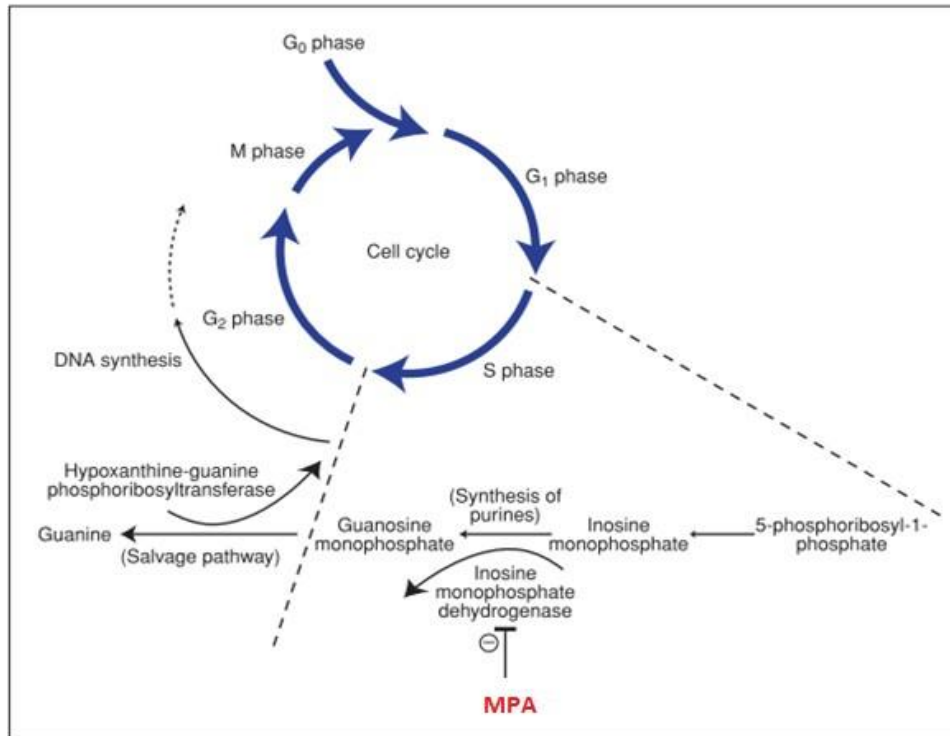 G₀ phase
M phase
G₁ phase
Cell cycle
G₂ phase
S phase
DNA synthesis
Hypoxanthine-guanine
phosphoribosyltransferase
Guanine
(Salvage pathway)
Guanosine
monophosphate
(Synthesis of
purines)
Inosine
monophosphate
5-phosphoribosyl-1-
phosphate
Inosine
monophosphate
dehydrogenase
−
MPA